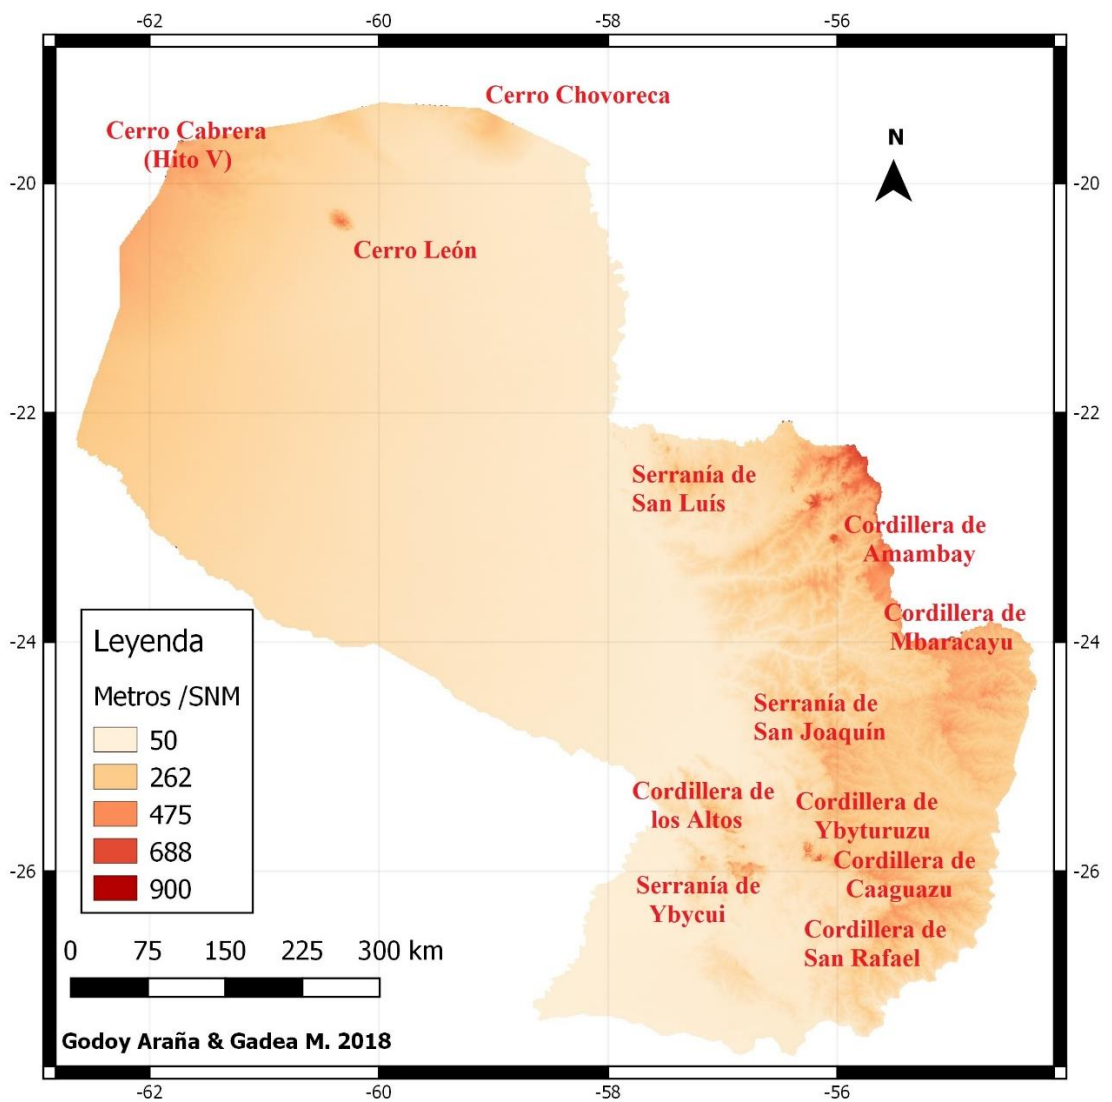 -62 -60 -58 -56
Cerro Chovoreca
Cerro Cabrera
(Hito V)
N
-20 -20
Cerro León
-22 -22
Serranía de
San Luís
Cordillera de
Amambay
Cordillera de
Mbaracayu
-24 -24
Leyenda
Metros /SNM
50
262
475
688
900
Serranía de
San Joaquín
Cordillera de
los Altos
Cordillera de
Ybyturuzu
Cordillera de
Caaguazu
-26 -26
Serranía de
Ybycui
Cordillera de
San Rafael
0 75 150 225 300 km
Godoy Araña & Gadea M. 2018
-62 -60 -58 -56